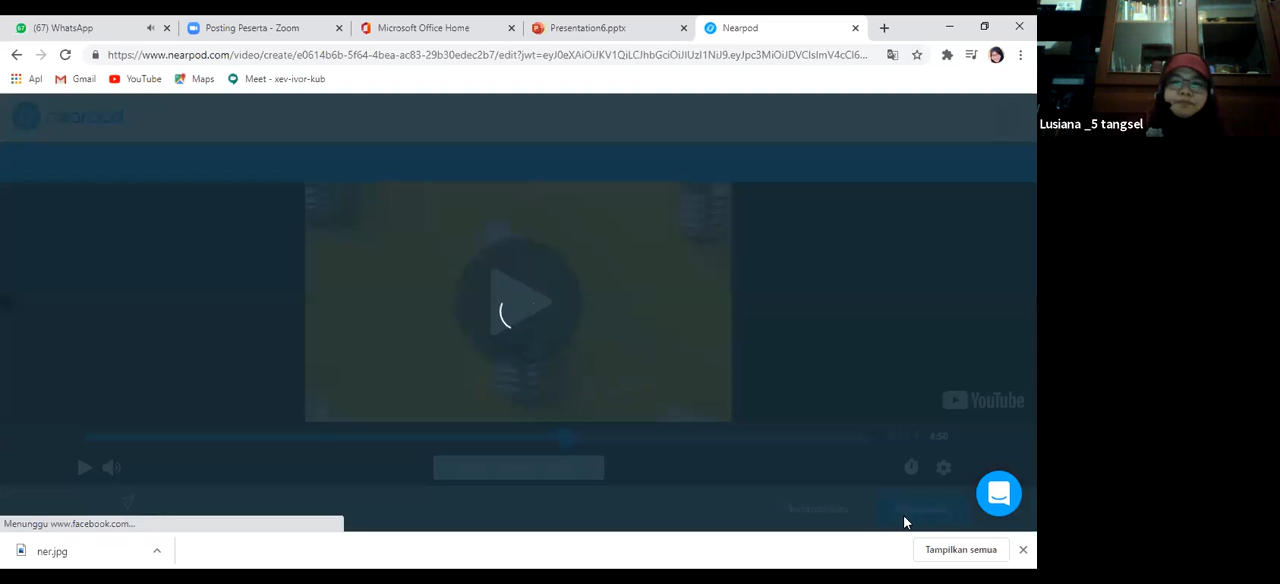 (67) WhatsApp
Posting Peserta - Zoom
Microsoft Office Home
Presentation6.pptx
Nearpod
https://www.nearpod.com/video/create/e0614b6b-5f64-4bea-ac83-29b30edec2b7/edit?jwt=eyJ0eXAiOiJKV1QiLCJhbGciOiJIUzI1NiJ9.eyJpc3MiOiJDVCIsImV4cCI6...
Apl
Gmail
YouTube
Maps
Meet - xev-ivor-kub
nearpod
Lusiana _5 tangsel
YouTube
4:50
Menunggu www.facebook.com...
ner.jpg
Tampilkan semua